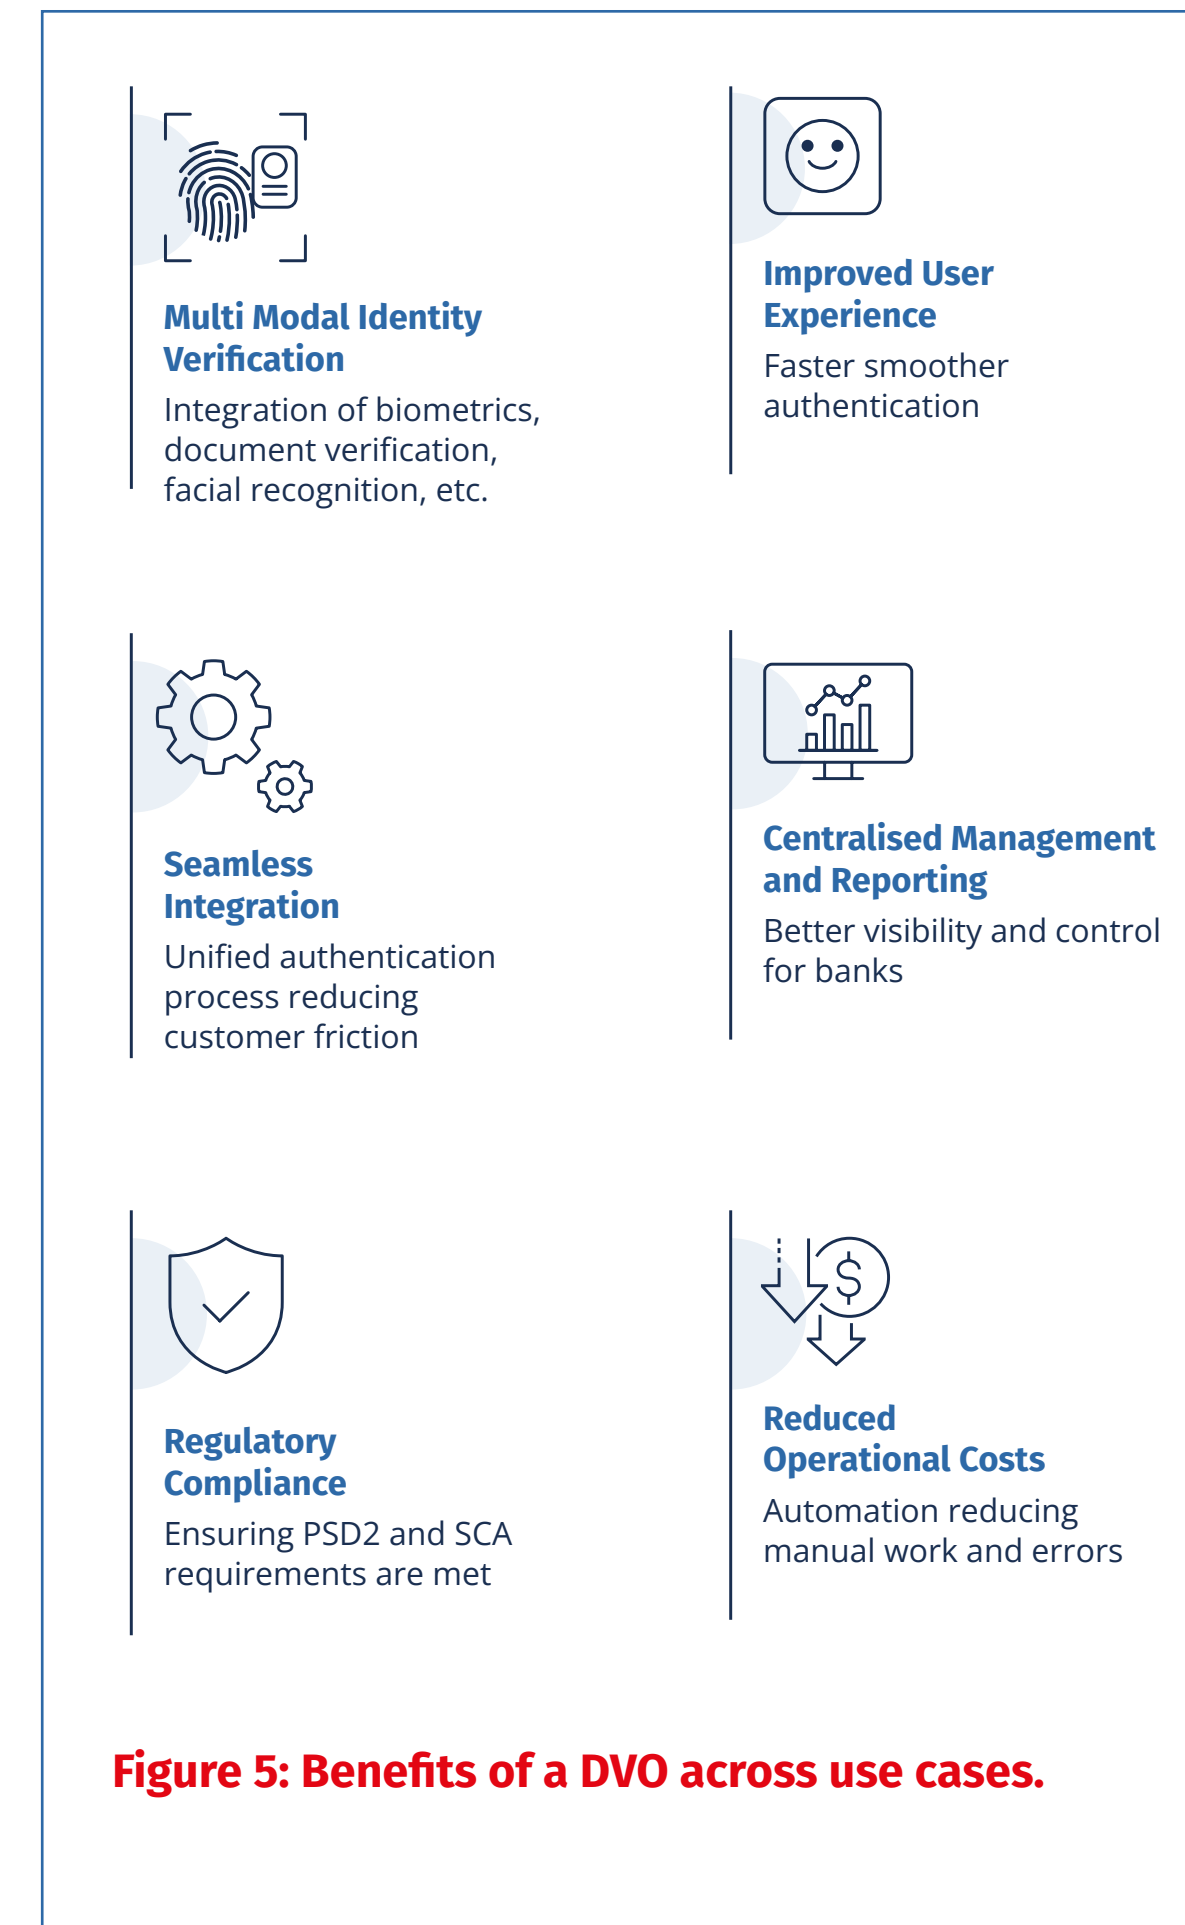 Multi Modal Identity
Verification
Integration of biometrics,
document verification,
facial recognition, etc.
Improved User
Experience
Faster smoother
authentication
Seamless
Integration
Unified authentication
process reducing
customer friction
Centralised Management
and Reporting
Better visibility and control
for banks
Regulatory
Compliance
Ensuring PSD2 and SCA
requirements are met
$
Reduced
Operational Costs
Automation reducing
manual work and errors
Figure 5: Benefits of a DVO across use cases.